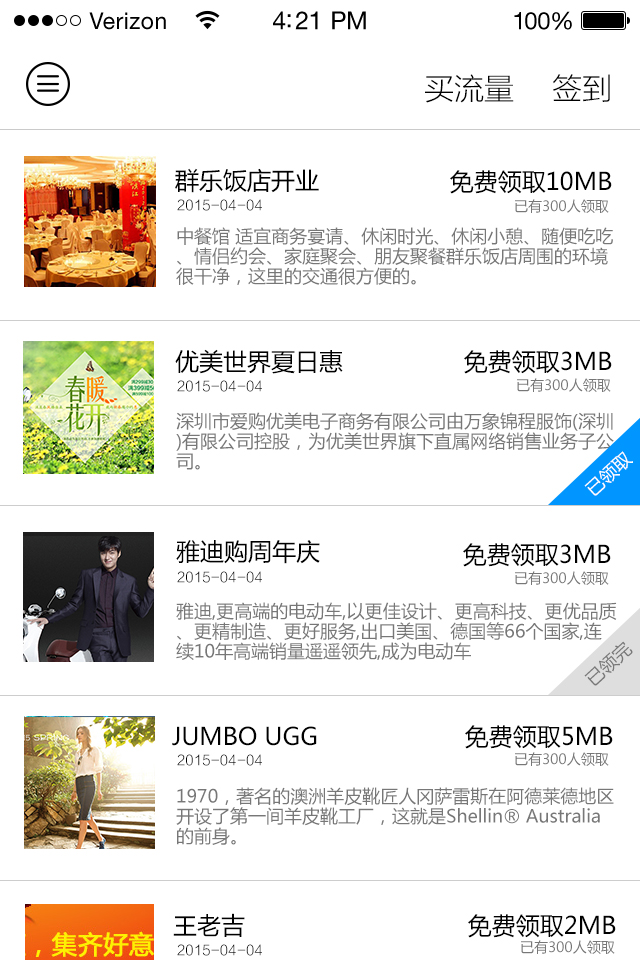 Verizon 4:21 PM 100%
买流量 签到
群乐饭店开业 免费领取10MB
2015-04-04 已有300人领取
中餐馆 适宜商务宴请、休闲时光、休闲小憩、随便吃吃
、情侣约会、家庭聚会、朋友聚餐群乐饭店周围的环境
很干净，这里的交通很方便的。
优美世界夏日惠 免费领取3MB
2015-04-04 已有300人领取
春暖
花开
满399减50
深圳市爱购优美电子商务有限公司由万象锦程服饰(深圳
)有限公司控股，为优美世界旗下直属网络销售业务子公
司。
已领取
雅迪购周年庆 免费领取3MB
2015-04-04 已有300人领取
雅迪,更高端的电动车,以更佳设计、更高科技、更优品质
、更精制造、更好服务,出口美国、德国等66个国家,连
续10年高端销量遥遥领先,成为电动车
已领完
JUMBO UGG 免费领取5MB
2015-04-04 已有300人领取
15 SPRING
1970，著名的澳洲羊皮靴匠人冈萨雷斯在阿德莱德地区
开设了第一间羊皮靴工厂，这就是Shellin® Australia
的前身。
王老吉 免费领取2MB
2015-04-04 已有300人领取
，集齐好意